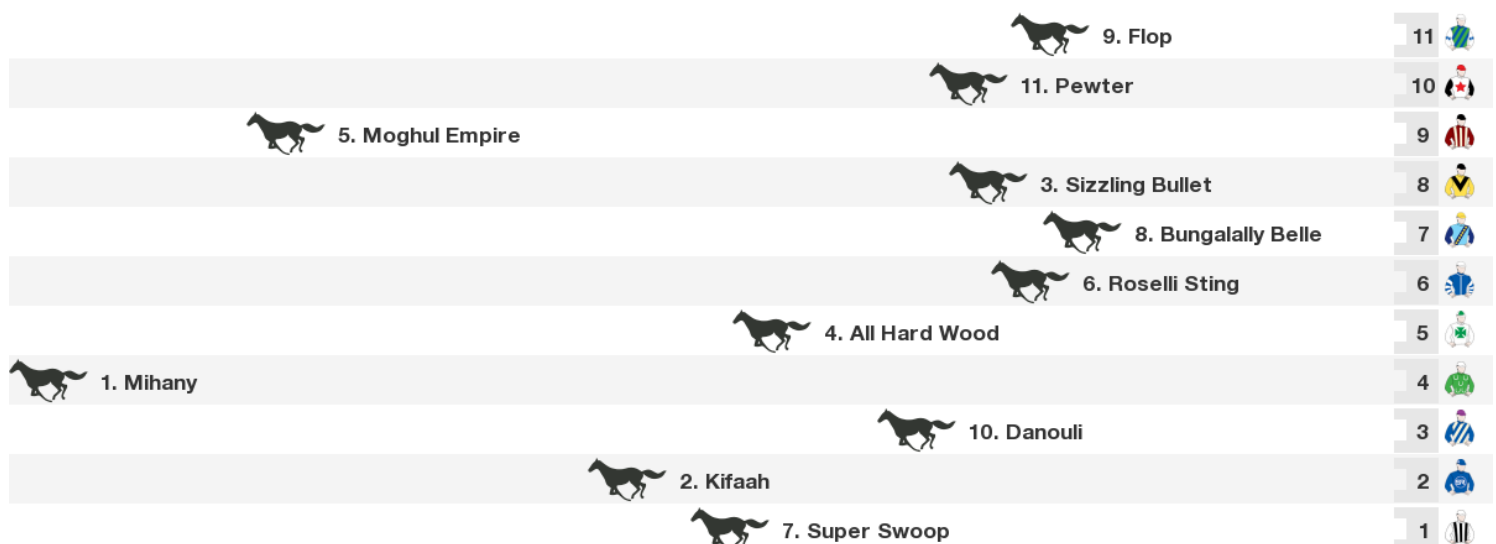 9. Flop 11
11. Pewter 10
5. Moghul Empire 9
3. Sizzling Bullet 8
8. Bungalally Belle 7
6. Roselli Sting 6
4. All Hard Wood 5
1. Mihany 4
10. Danouli 3
2. Kifaah 2
7. Super Swoop 1